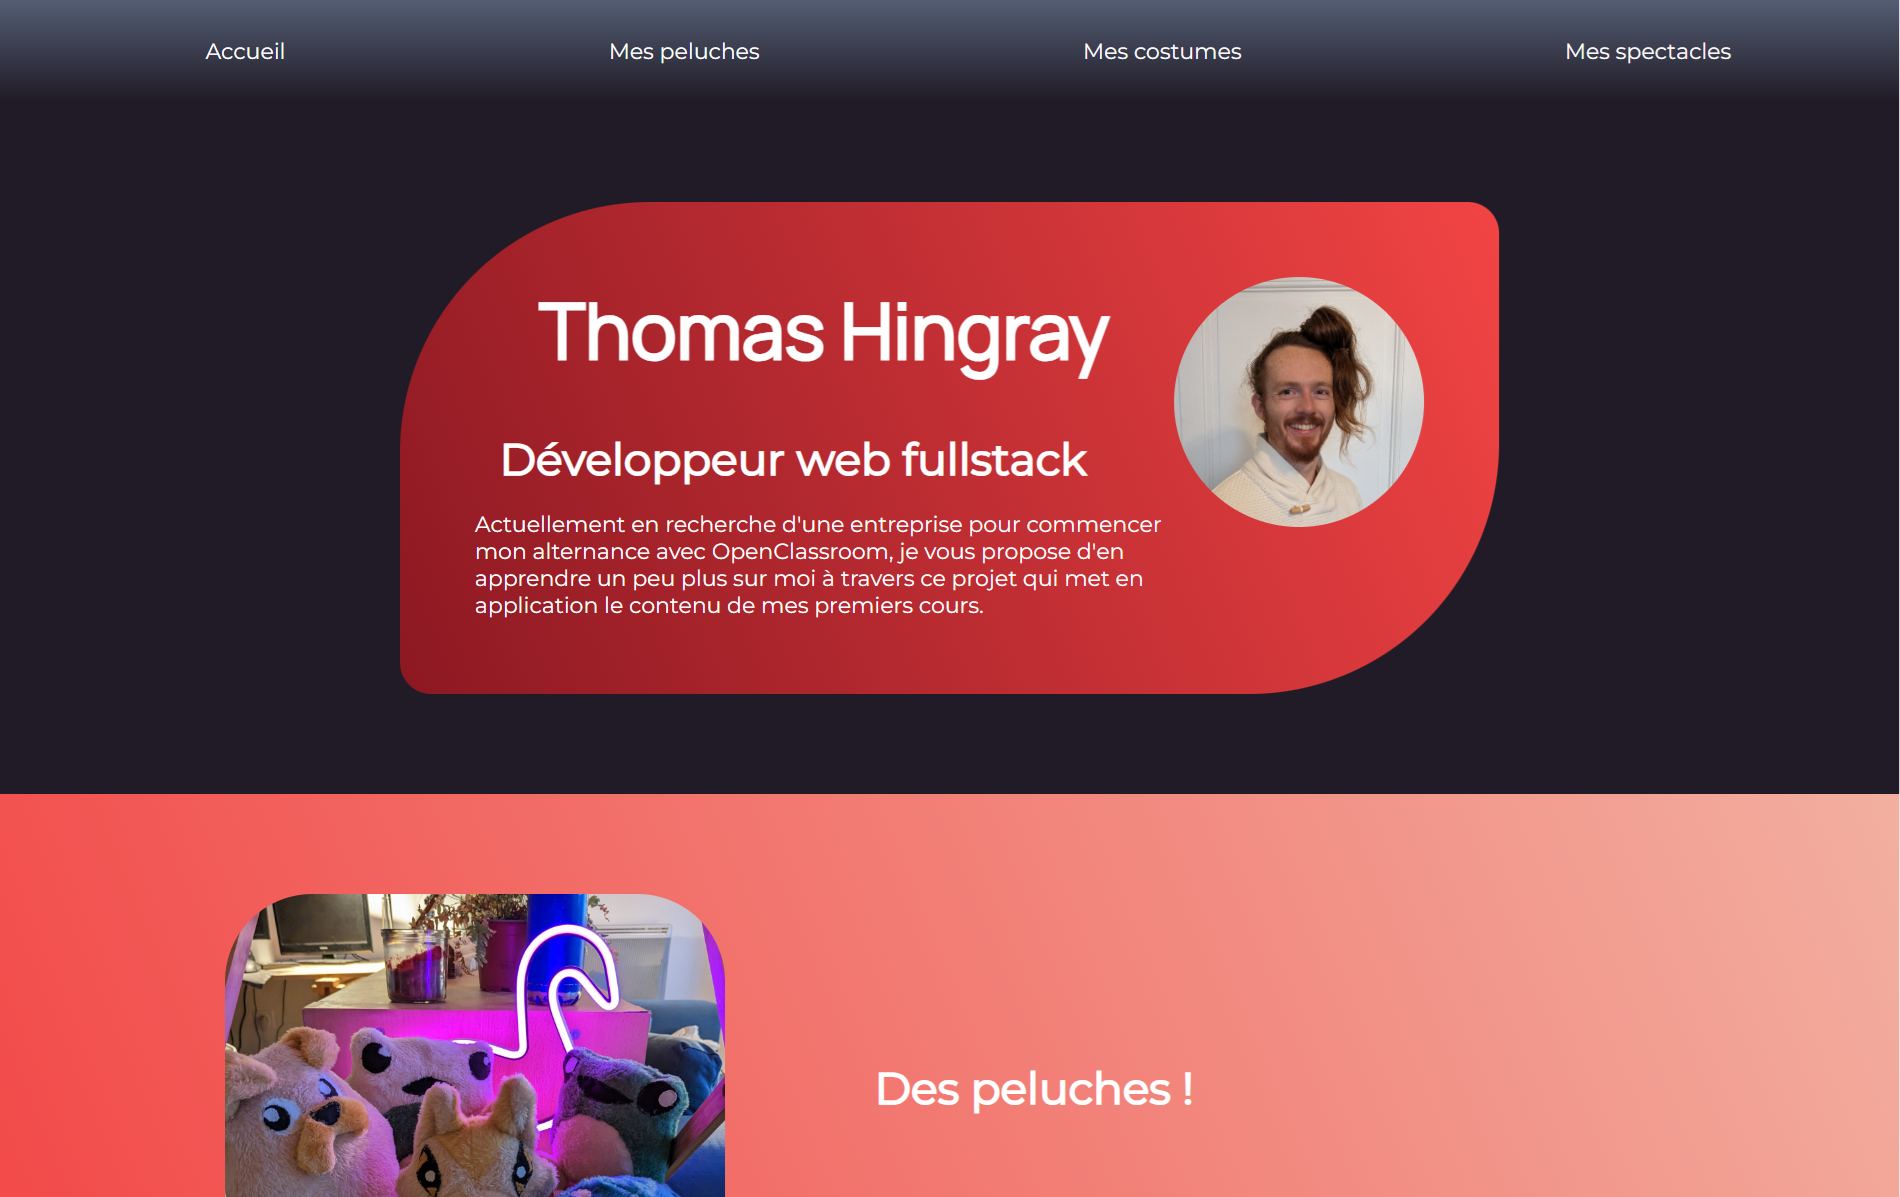 Accueil
Mes peluches
Mes costumes
Mes spectacles
Thomas Hingray
Développeur web fullstack
Actuellement en recherche d'une entreprise pour commencer
mon alternance avec OpenClassroom, je vous propose d'en
apprendre un peu plus sur moi à travers ce projet qui met en
application le contenu de mes premiers cours.
Des peluches !